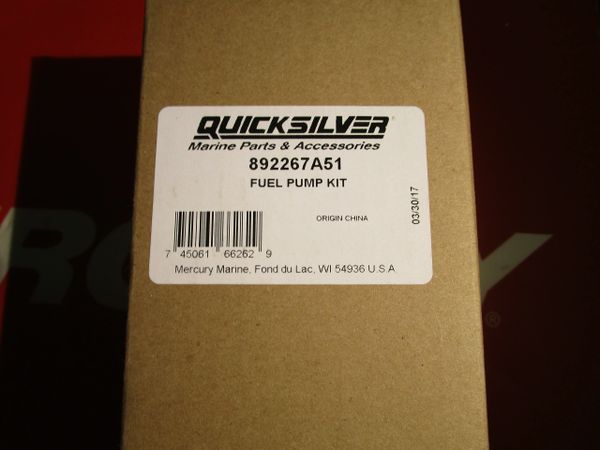 QUICKSILVER
Marine Parts & Accessories
892267A51
FUEL PUMP KIT
ORIGIN CHINA
03/30/17
7 45061 66262 9
Mercury Marine, Fond du Lac, WI 54936 U.S.A
RC Y
®